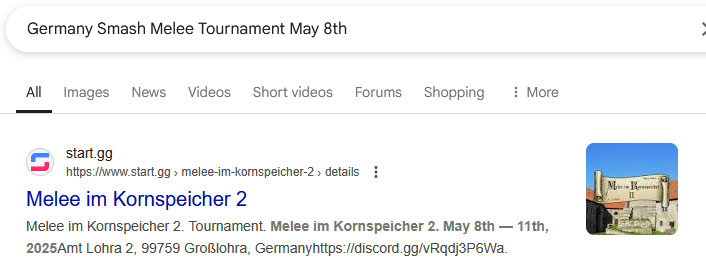 Germany Smash Melee Tournament May 8th
All Images News Videos Short videos Forums Shopping More
start.gg
https://www.start.gg › melee-im-kornspeicher-2 › details
Melee im Kornspeicher 2
Melee im Kornspeicher 2. Tournament. Melee im Kornspeicher 2. May 8th — 11th,
2025Amt Lohra 2, 99759 Großlohra, Germanyhttps://discord.gg/vRqdj3P6Wa.
Melee im Kornspeicher
II